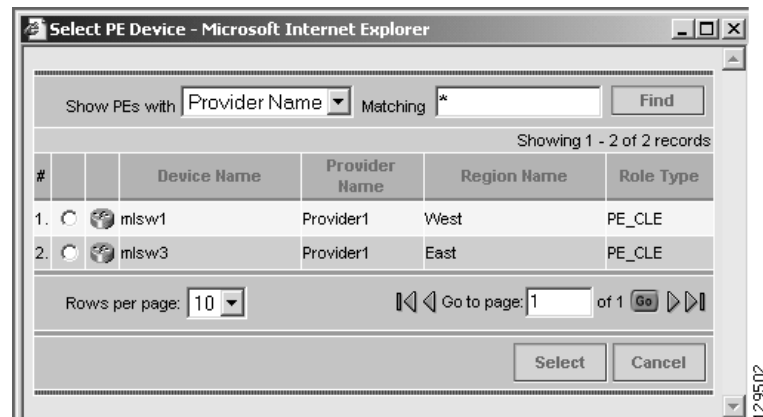 Select PE Device - Microsoft Internet Explorer
Show PEs with Provider Name Matching * Find
Showing 1 - 2 of 2 records
# Device Name Provider Name Region Name Role Type
1. mlsw1 Provider1 West PE_CLE
2. mlsw3 Provider1 East PE_CLE
Rows per page: 10 Go to page: 1 of 1 Go
Select Cancel
129502